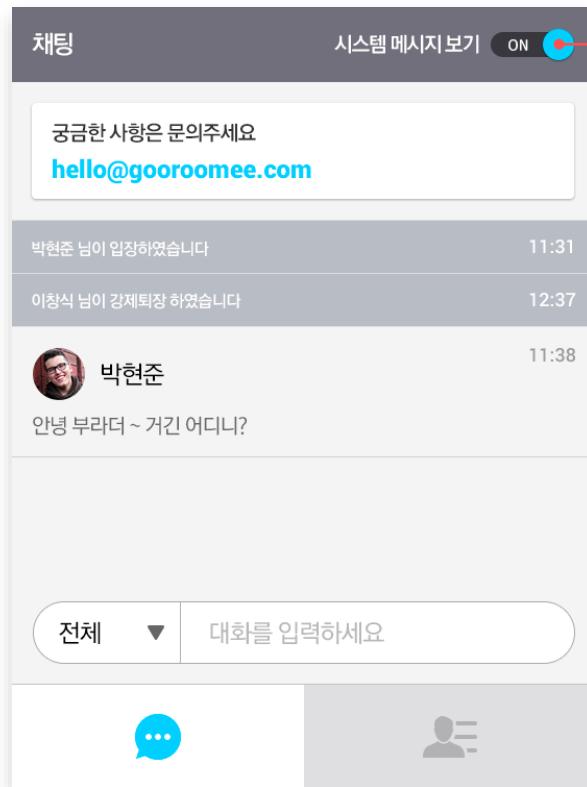 채팅
시스템 메시지 보기 ON
궁금한 사항은 문의주세요
hello@gooroomee.com
박현준 님이 입장하였습니다 11:31
이창식 님이 강제퇴장 하였습니다 12:37
박현준 11:38
안녕 부라더 ~ 거긴 어디니?
전체 ▼ 대화를 입력하세요